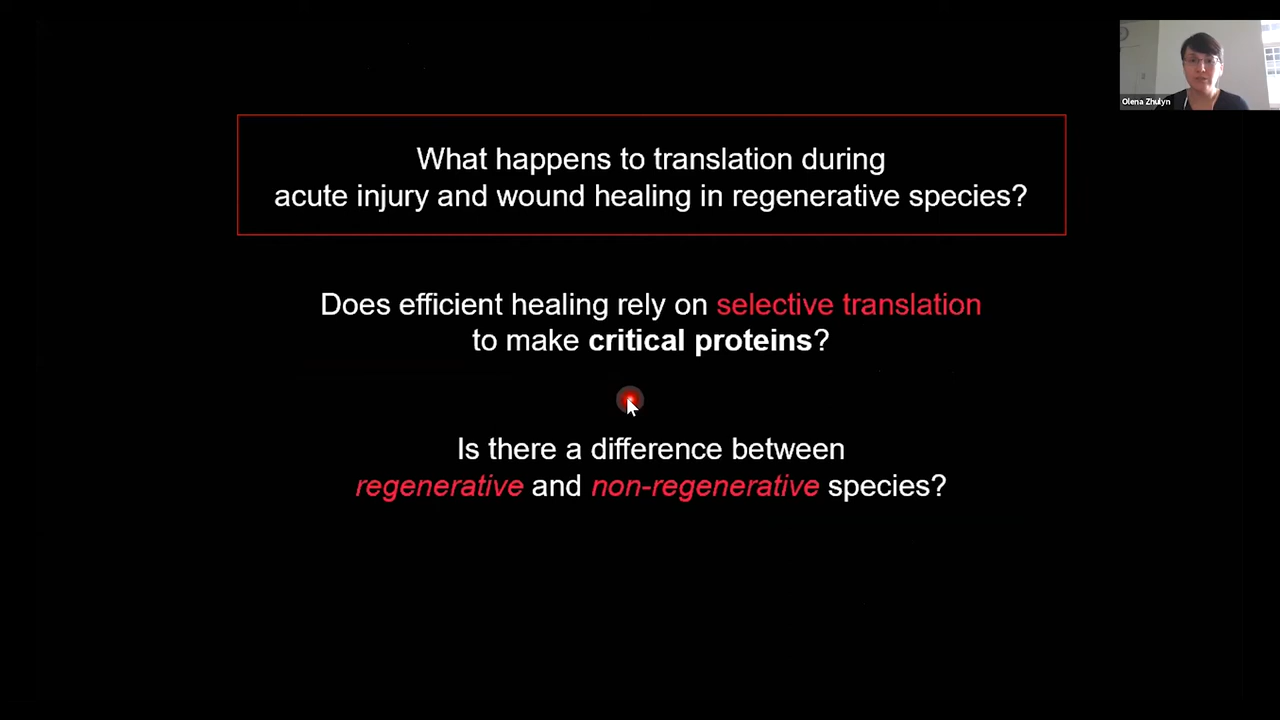 Olena Zhulyn
What happens to translation during
acute injury and wound healing in regenerative species?
Does efficient healing rely on selective translation
to make critical proteins?
Is there a difference between
regenerative and non-regenerative species?